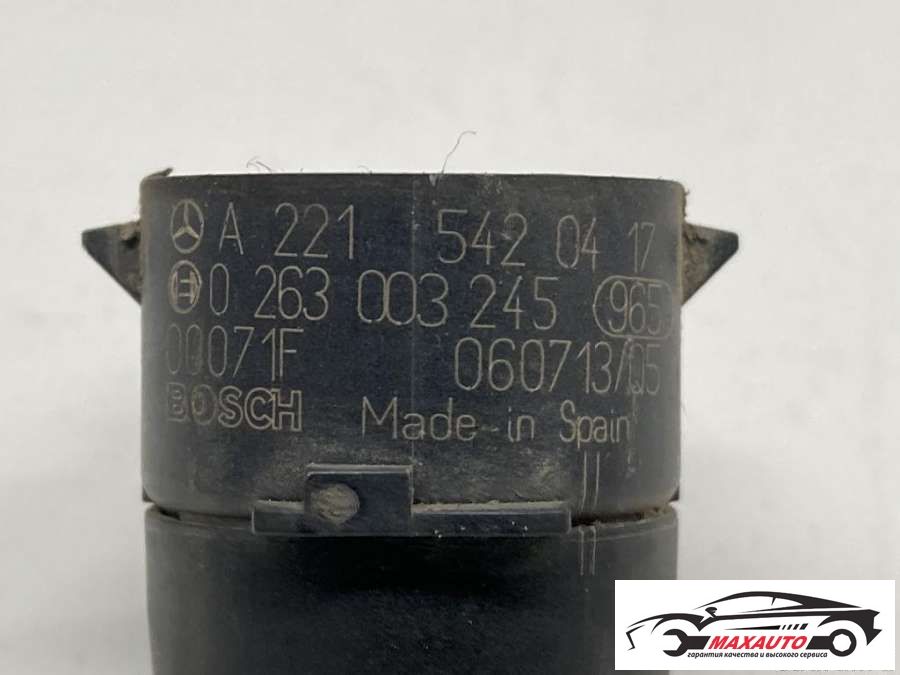 A 221 542 04 17
0 263 003 245 965
00071F 060713/05
BOSCH Made in Spain
MAXAUTO
гарантия качества и высокого сервиса